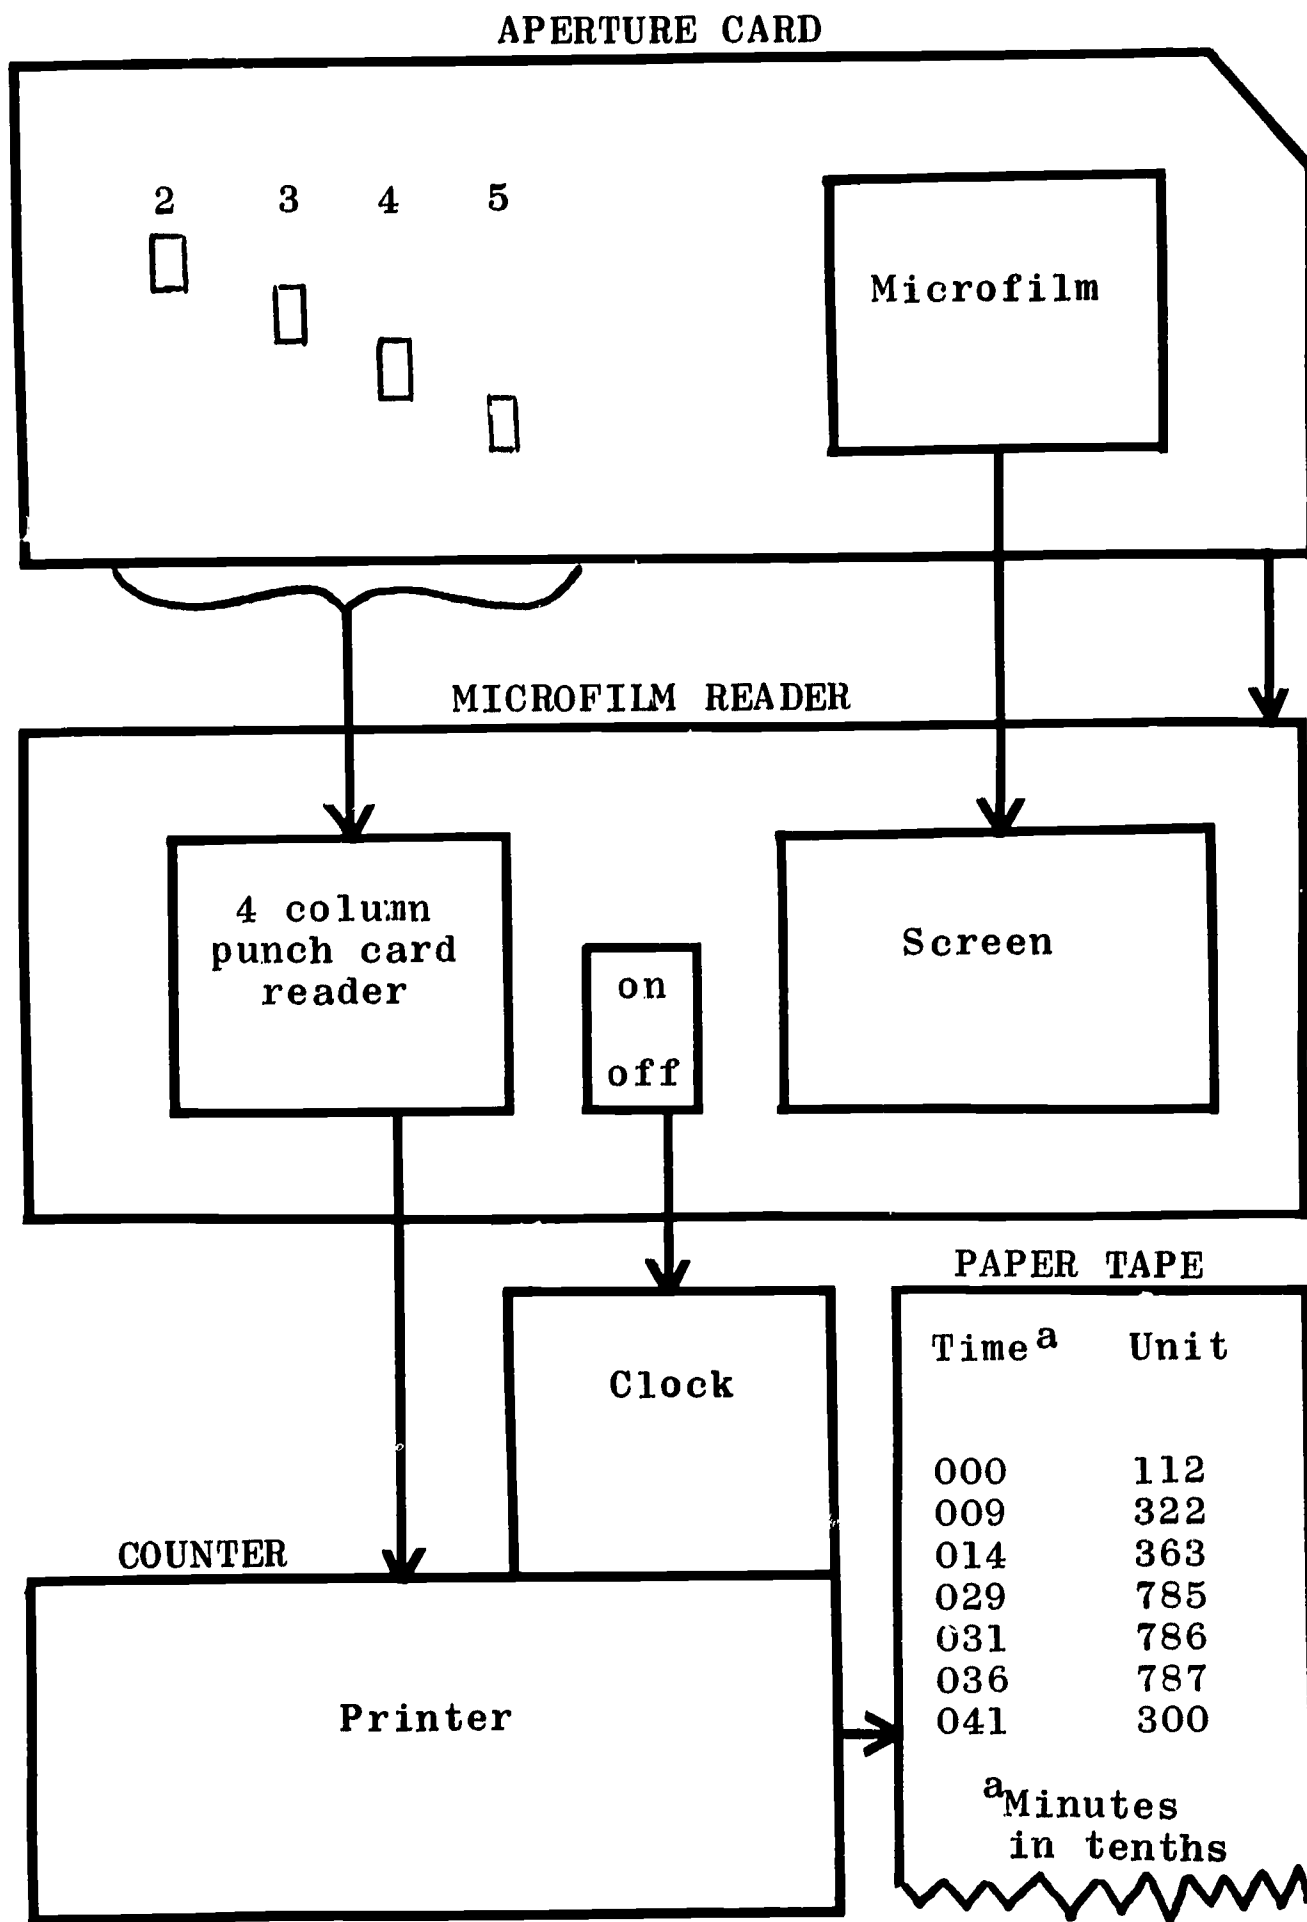 APERTURE CARD
2 3 4 5
Microfilm
MICROFILM READER
4 column
punch card
reader
on
off
Screen
Clock
COUNTER
Printer
PAPER TAPE
Time a Unit
000 112
009 322
014 363
029 785
031 786
036 787
041 300
a Minutes
in tenths